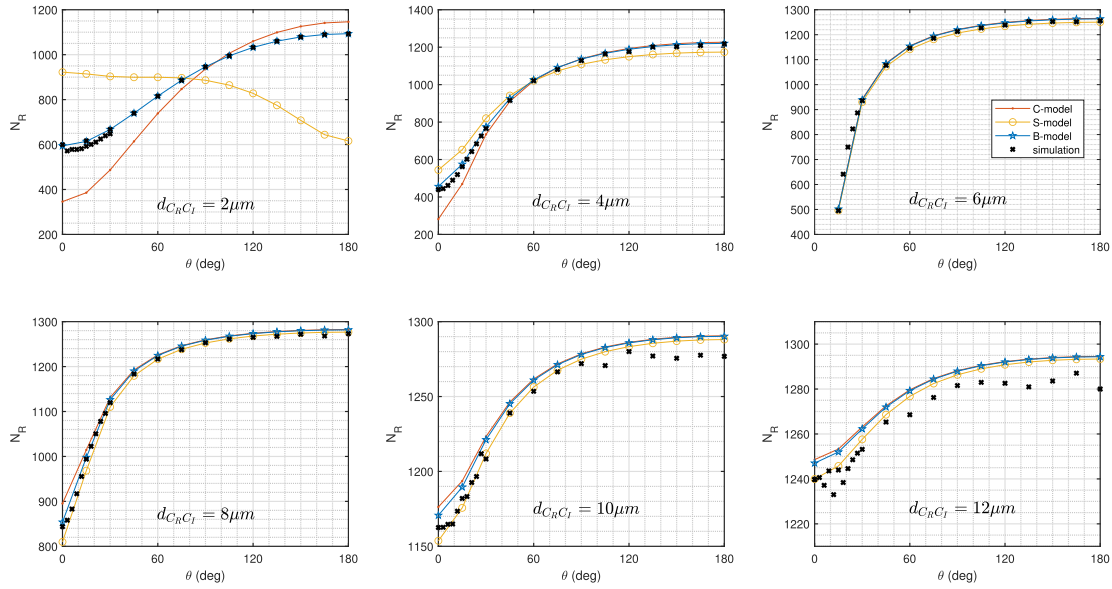 1200
1000
800
600
400
200
N_R
0 60 120 180
θ (deg)
d_{C_R C_I} = 2μm
1400
1200
1000
800
600
400
200
N_R
0 60 120 180
θ (deg)
d_{C_R C_I} = 4μm
1300
1200
1100
1000
900
800
700
600
500
400
N_R
0 60 120 180
θ (deg)
C-model
S-model
B-model
simulation
d_{C_R C_I} = 6μm
1300
1200
1100
1000
900
800
N_R
0 60 120 180
θ (deg)
d_{C_R C_I} = 8μm
1300
1250
1200
1150
N_R
0 60 120 180
θ (deg)
d_{C_R C_I} = 10μm
1300
1280
1260
1240
1220
N_R
0 60 120 180
θ (deg)
d_{C_R C_I} = 12μm